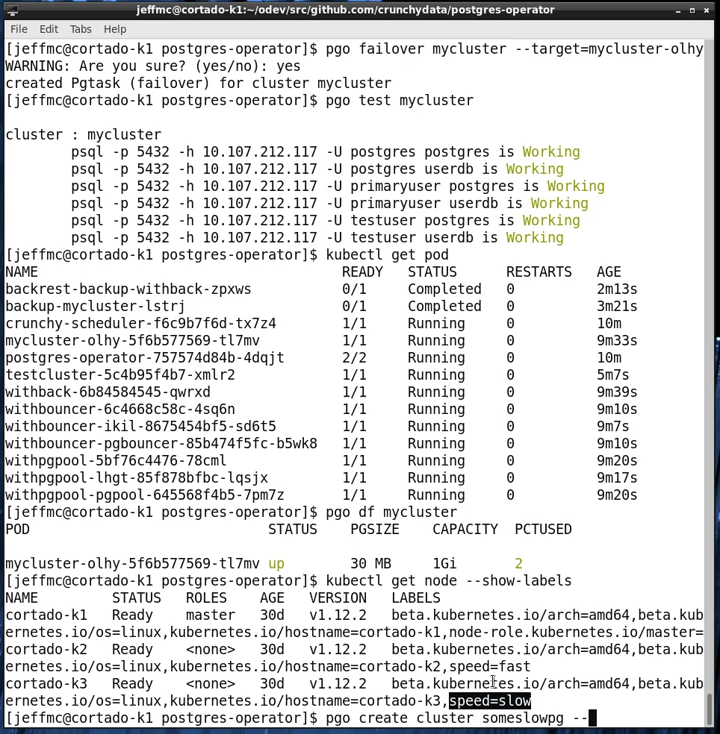 jeffmc@cortado-k1:~/odev/src/github.com/crunchydata/postgres-operator
File Edit Tabs Help
[jeffmc@cortado-k1 postgres-operator]$ pgo failover mycluster --target=mycluster-olhy
WARNING: Are you sure? (yes/no): yes
created Pgtask (failover) for cluster mycluster
[jeffmc@cortado-k1 postgres-operator]$ pgo test mycluster
cluster : mycluster
psql -p 5432 -h 10.107.212.117 -U postgres postgres is Working
psql -p 5432 -h 10.107.212.117 -U postgres userdb is Working
psql -p 5432 -h 10.107.212.117 -U primaryuser postgres is Working
psql -p 5432 -h 10.107.212.117 -U primaryuser userdb is Working
psql -p 5432 -h 10.107.212.117 -U testuser postgres is Working
psql -p 5432 -h 10.107.212.117 -U testuser userdb is Working
[jeffmc@cortado-k1 postgres-operator]$ kubectl get pod
NAME READY STATUS RESTARTS AGE
backrest-backup-withback-zpxws 0/1 Completed 0 2m13s
backup-mycluster-lstrj 0/1 Completed 0 3m21s
crunchy-scheduler-f6c9b7f6d-tx7z4 1/1 Running 0 10m
mycluster-olhy-5f6b577569-tl7mv 1/1 Running 0 9m33s
postgres-operator-757574d84b-4dqjt 2/2 Running 0 10m
testcluster-5c4b95f4b7-xmlr2 1/1 Running 0 5m7s
withback-6b84584545-qwrxd 1/1 Running 0 9m39s
withbouncer-6c4668c58c-4sq6n 1/1 Running 0 9m10s
withbouncer-ikil-8675454bf5-sd6t5 1/1 Running 0 9m7s
withbouncer-pgbouncer-85b474f5fc-b5wk8 1/1 Running 0 9m10s
withpgpool-5bf76c4476-78cml 1/1 Running 0 9m20s
withpgpool-lhgt-85f878bfbc-lqsjx 1/1 Running 0 9m17s
withpgpool-pgpool-645568f4b5-7pm7z 1/1 Running 0 9m20s
[jeffmc@cortado-k1 postgres-operator]$ pgo df mycluster
POD STATUS PGSIZE CAPACITY PCTUSED
mycluster-olhy-5f6b577569-tl7mv up 30 MB 1Gi 2
[jeffmc@cortado-k1 postgres-operator]$ kubectl get node --show-labels
NAME STATUS ROLES AGE VERSION LABELS
cortado-k1 Ready master 30d v1.12.2 beta.kubernetes.io/arch=amd64,beta.kub
ernetes.io/os=linux,kubernetes.io/hostname=cortado-k1,node-role.kubernetes.io/master=
cortado-k2 Ready <none> 30d v1.12.2 beta.kubernetes.io/arch=amd64,beta.kub
ernetes.io/os=linux,kubernetes.io/hostname=cortado-k2,speed=fast
cortado-k3 Ready <none> 30d v1.12.2 beta.kubernetes.io/arch=amd64,beta.kub
ernetes.io/os=linux,kubernetes.io/hostname=cortado-k3,speed=slow
[jeffmc@cortado-k1 postgres-operator]$ pgo create cluster someslowpg --